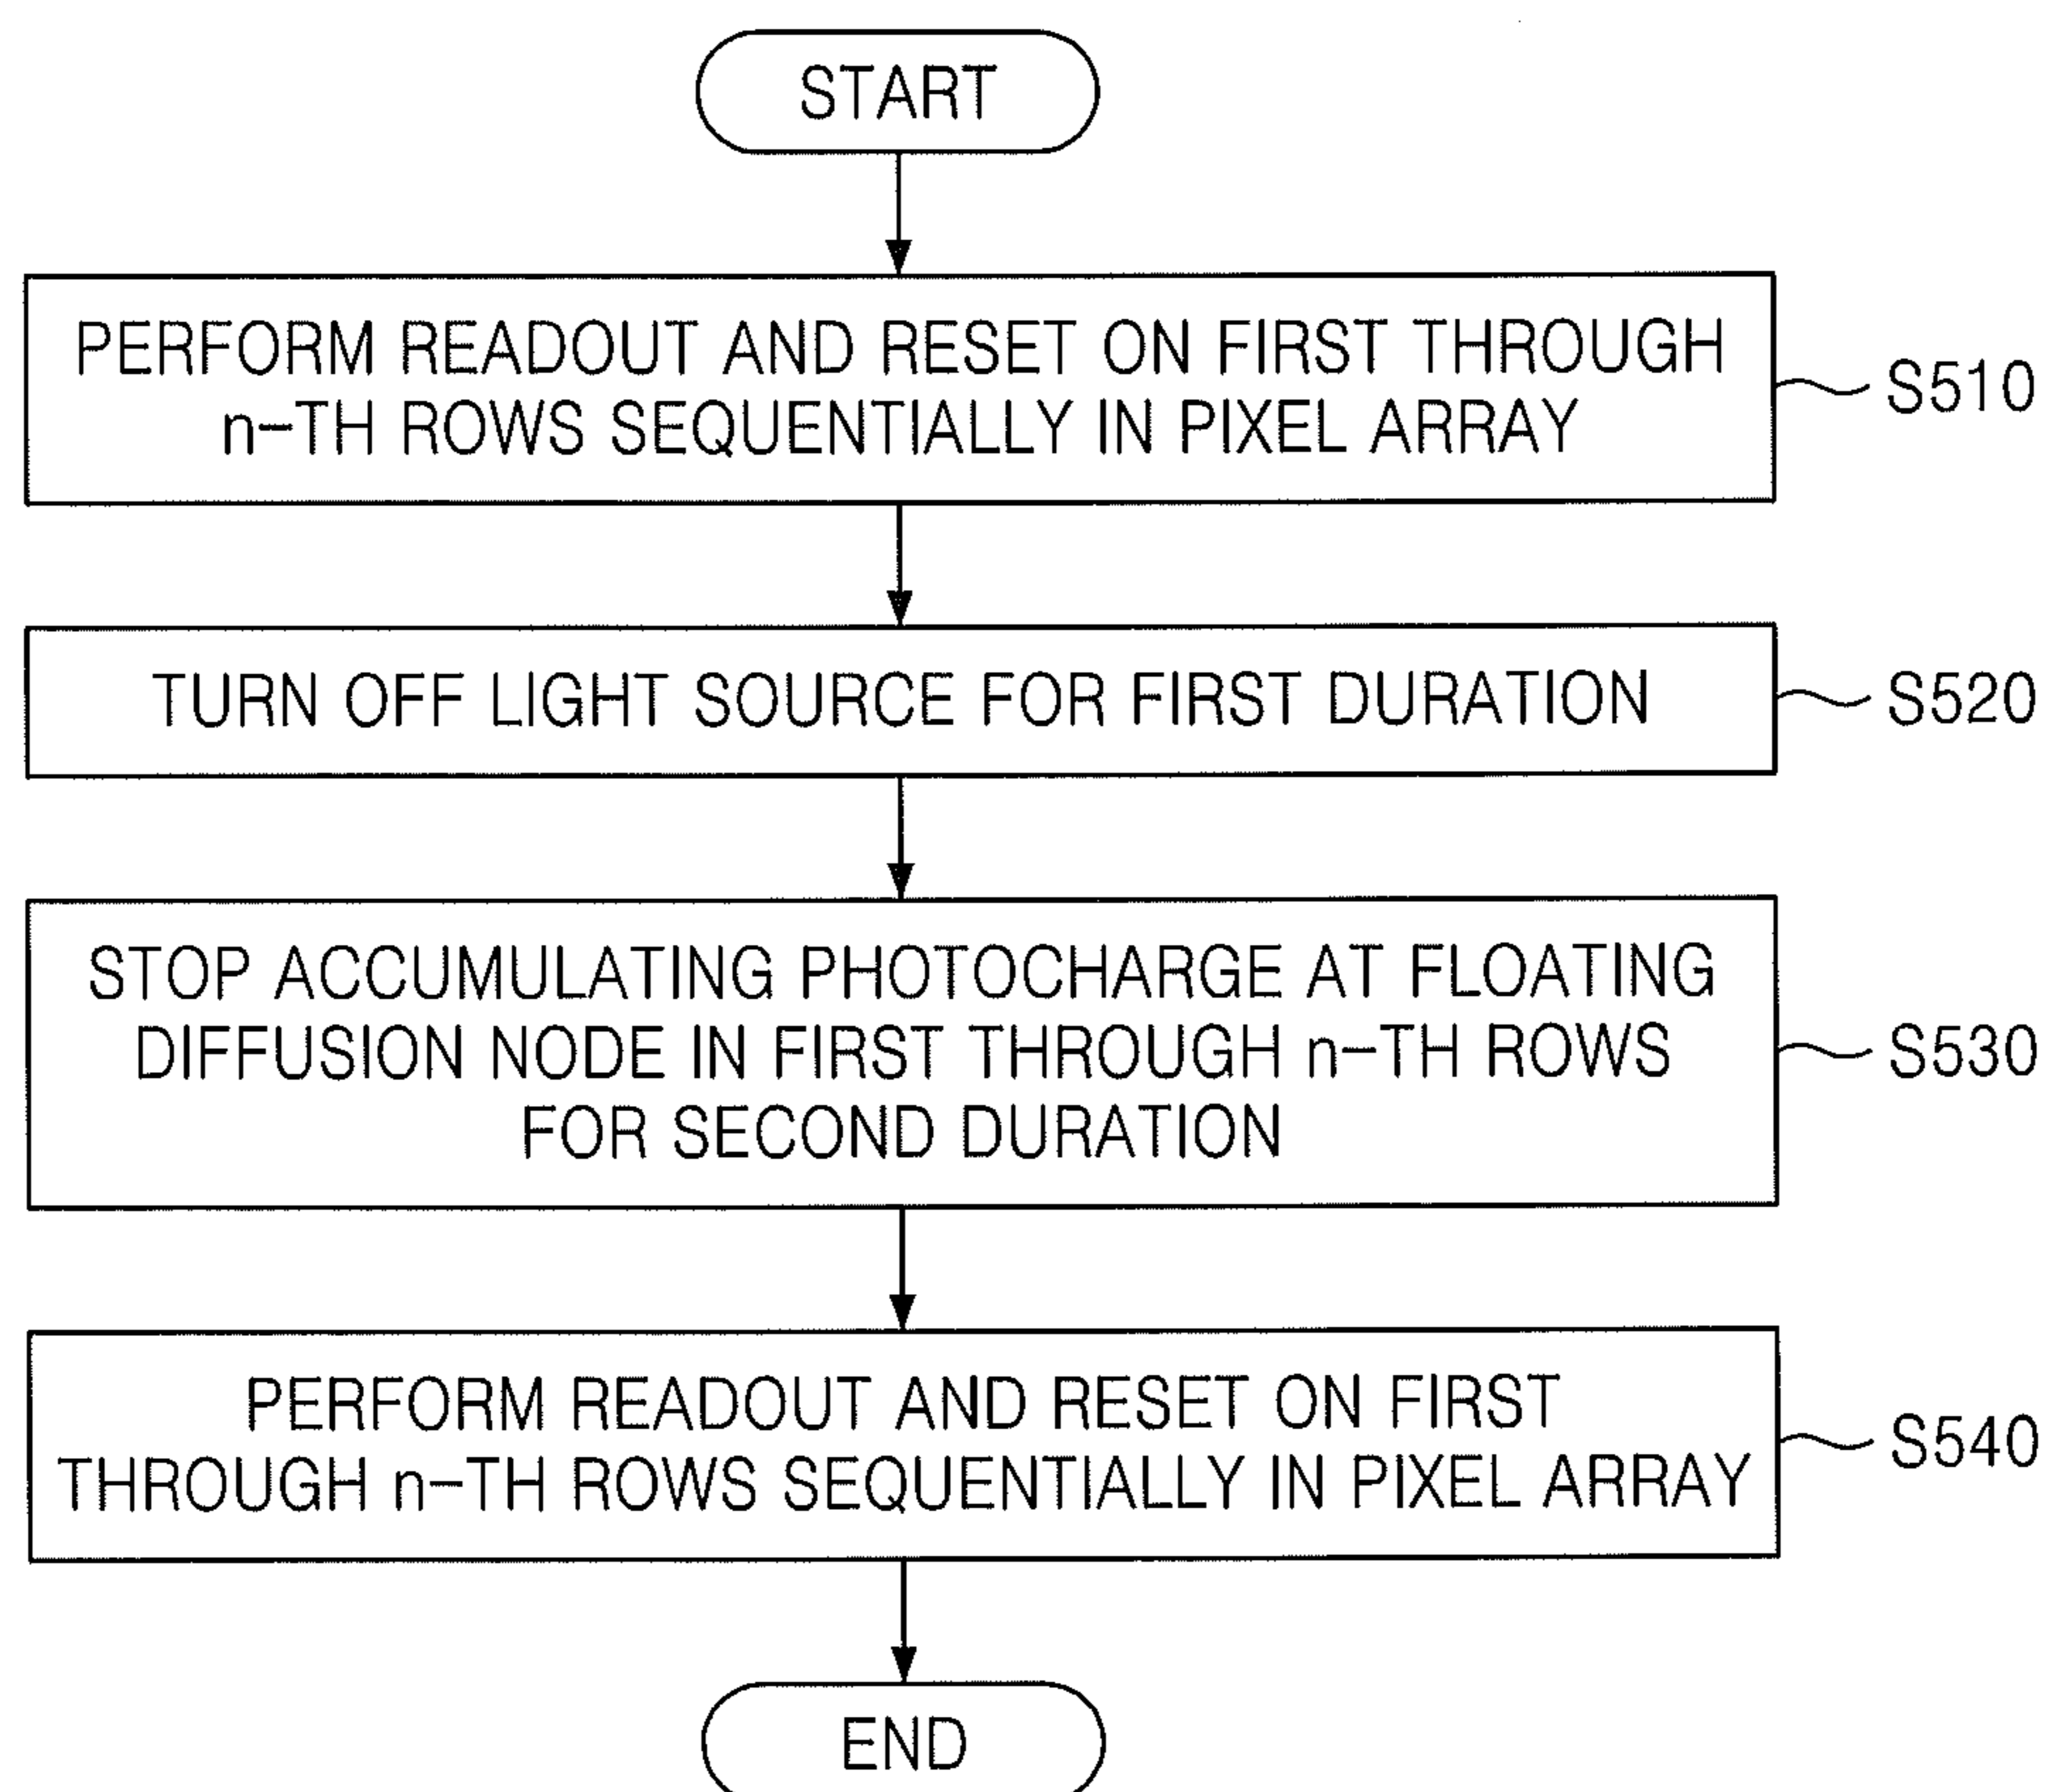 START
PERFORM READOUT AND RESET ON FIRST THROUGH
n-TH ROWS SEQUENTIALLY IN PIXEL ARRAY
S510
TURN OFF LIGHT SOURCE FOR FIRST DURATION
S520
STOP ACCUMULATING PHOTOCHARGE AT FLOATING
DIFFUSION NODE IN FIRST THROUGH n-TH ROWS
FOR SECOND DURATION
S530
PERFORM READOUT AND RESET ON FIRST
THROUGH n-TH ROWS SEQUENTIALLY IN PIXEL ARRAY
S540
END